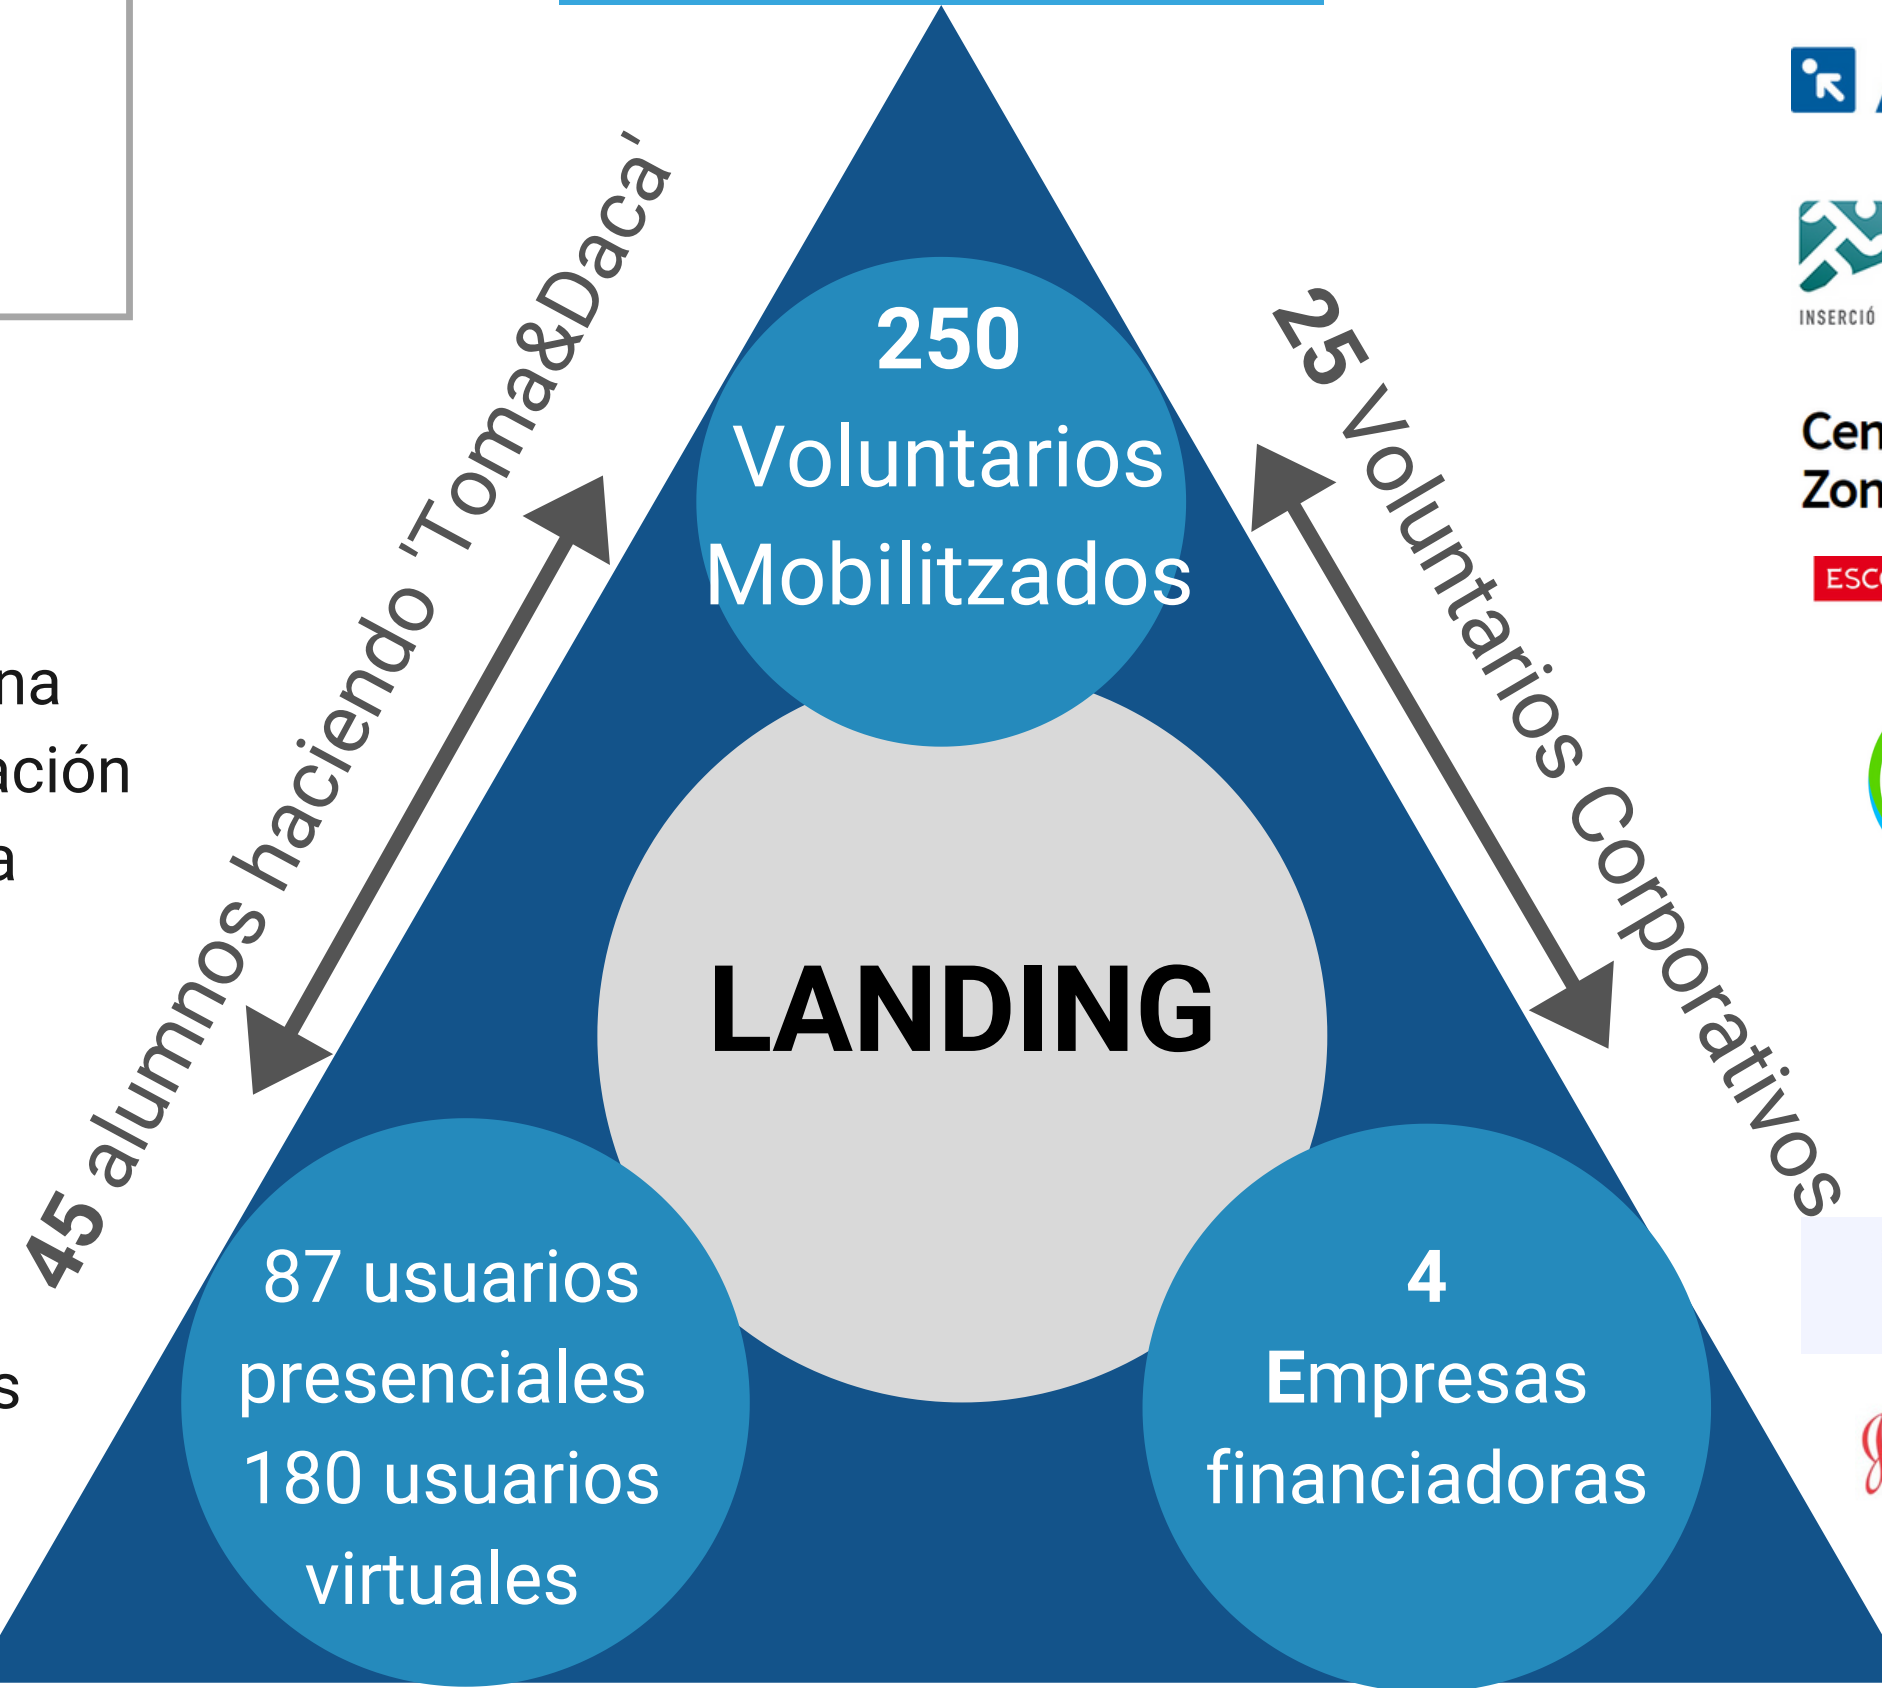 250
Voluntarios
Mobilitzados
45 alumnos haciendo 'Toma&Daca'
25 Voluntarios Corporativos
LANDING
87 usuarios
presenciales
180 usuarios
virtuales
4
Empresas
financiadoras
na
ación
a
s
INSERCIÓ
Cen
Zon
ESC